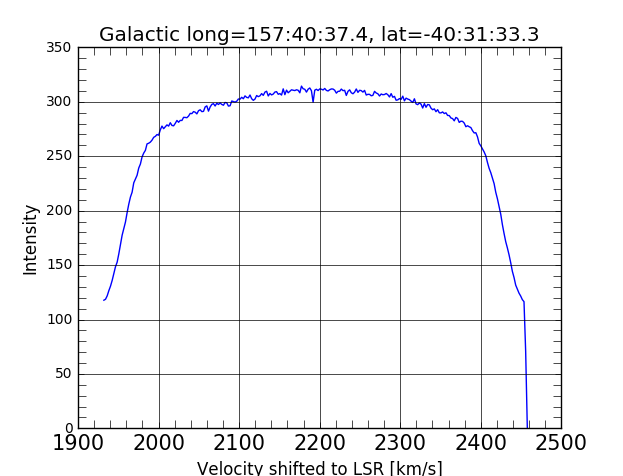 Galactic long=157:40:37.4, lat=-40:31:33.3
350
300
250
200
150
100
50
0
Intensity
1900 2000 2100 2200 2300 2400 2500
Velocity shifted to LSR [km/s]